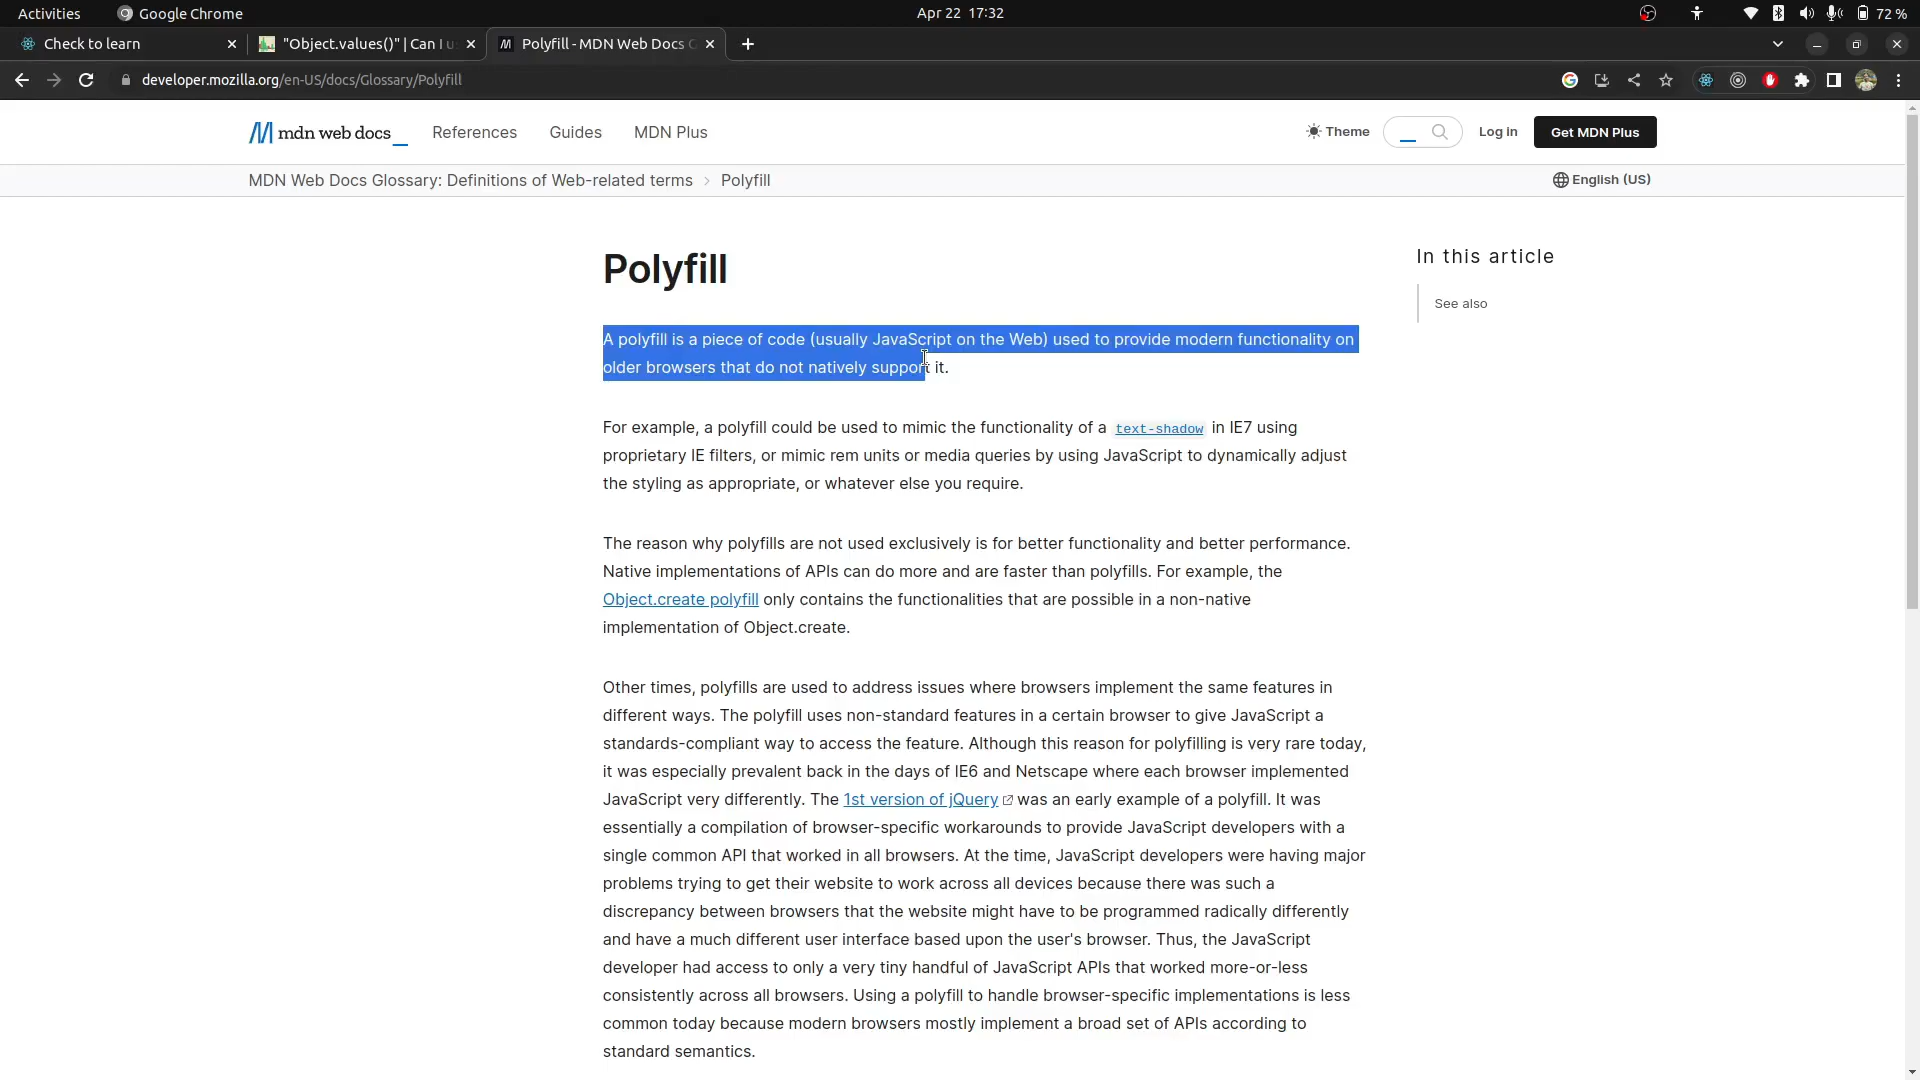 Activities
Google Chrome
Apr 22 17:32
72 %
Check to learn
"Object.values()" | Can I u
Polyfill - MDN Web Docs
developer.mozilla.org/en-US/docs/Glossary/Polyfill
mdn web docs_
References
Guides
MDN Plus
Theme
Log in
Get MDN Plus
MDN Web Docs Glossary: Definitions of Web-related terms
Polyfill
English (US)
Polyfill
In this article
See also
A polyfill is a piece of code (usually JavaScript on the Web) used to provide modern functionality on
older browsers that do not natively support it.
For example, a polyfill could be used to mimic the functionality of a text-shadow in IE7 using
proprietary IE filters, or mimic rem units or media queries by using JavaScript to dynamically adjust
the styling as appropriate, or whatever else you require.
The reason why polyfills are not used exclusively is for better functionality and better performance.
Native implementations of APIs can do more and are faster than polyfills. For example, the
Object.create polyfill only contains the functionalities that are possible in a non-native
implementation of Object.create.
Other times, polyfills are used to address issues where browsers implement the same features in
different ways. The polyfill uses non-standard features in a certain browser to give JavaScript a
standards-compliant way to access the feature. Although this reason for polyfilling is very rare today,
it was especially prevalent back in the days of IE6 and Netscape where each browser implemented
JavaScript very differently. The 1st version of jQuery was an early example of a polyfill. It was
essentially a compilation of browser-specific workarounds to provide JavaScript developers with a
single common API that worked in all browsers. At the time, JavaScript developers were having major
problems trying to get their website to work across all devices because there was such a
discrepancy between browsers that the website might have to be programmed radically differently
and have a much different user interface based upon the user's browser. Thus, the JavaScript
developer had access to only a very tiny handful of JavaScript APIs that worked more-or-less
consistently across all browsers. Using a polyfill to handle browser-specific implementations is less
common today because modern browsers mostly implement a broad set of APIs according to
standard semantics.